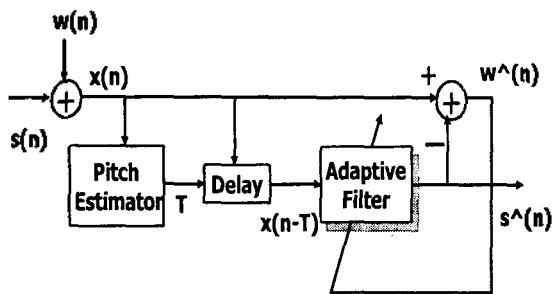 w(n)
x(n)
+
+
+
w^(n)
s(n)
−
Pitch
Estimator
T
Delay
x(n-T)
Adaptive
Filter
s^(n)